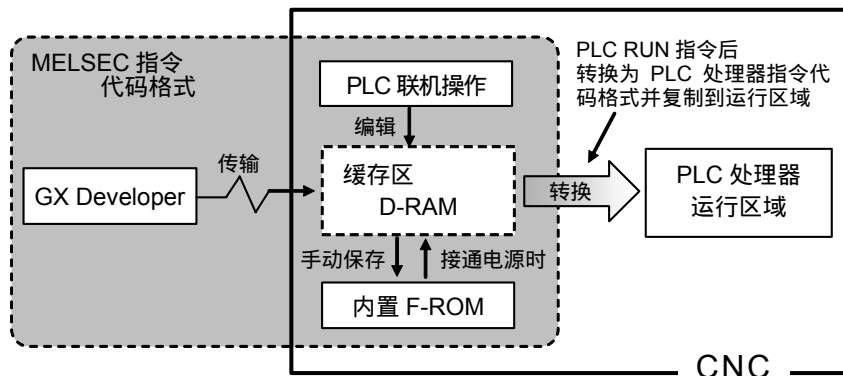 MELSEC 指令
代码格式
PLC 联机操作
编辑
PLC RUN 指令后
转换为 PLC 处理器指令代
码格式并复制到运行区域
传输
GX Developer
缓存区
D-RAM
转换
PLC 处理器
运行区域
手动保存
接通电源时
内置 F-ROM
CNC